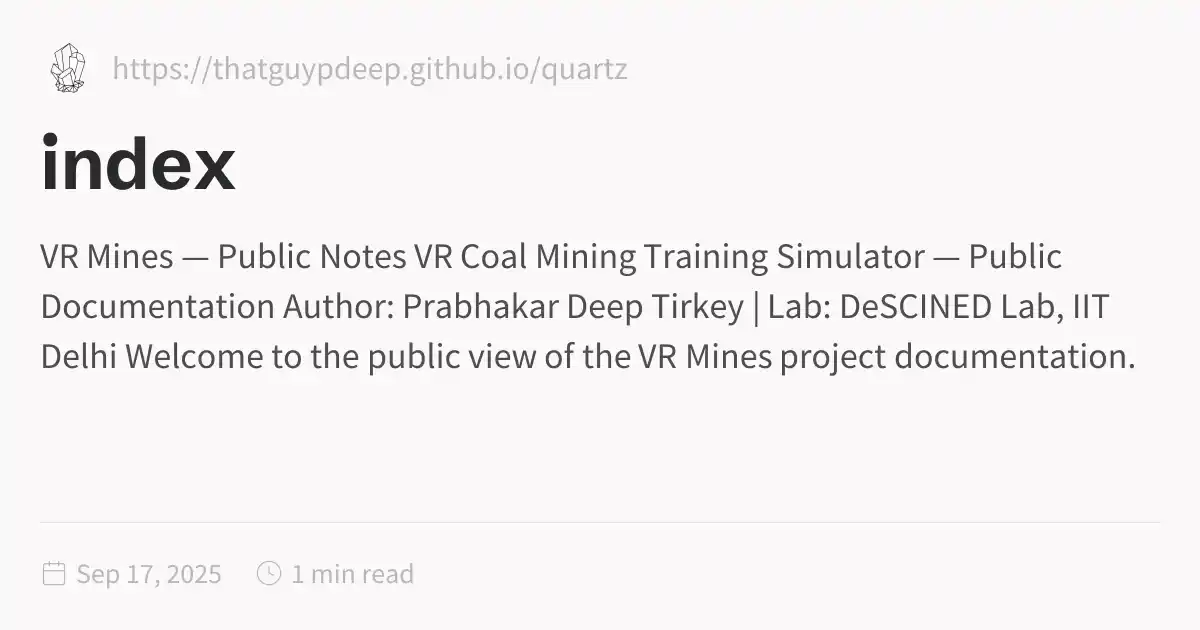 https://thatguypdeep.github.io/quartz
index
VR Mines — Public Notes VR Coal Mining Training Simulator — Public
Documentation Author: Prabhakar Deep Tirkey | Lab: DeSCINED Lab, IIT
Delhi Welcome to the public view of the VR Mines project documentation.
Sep 17, 2025 1 min read